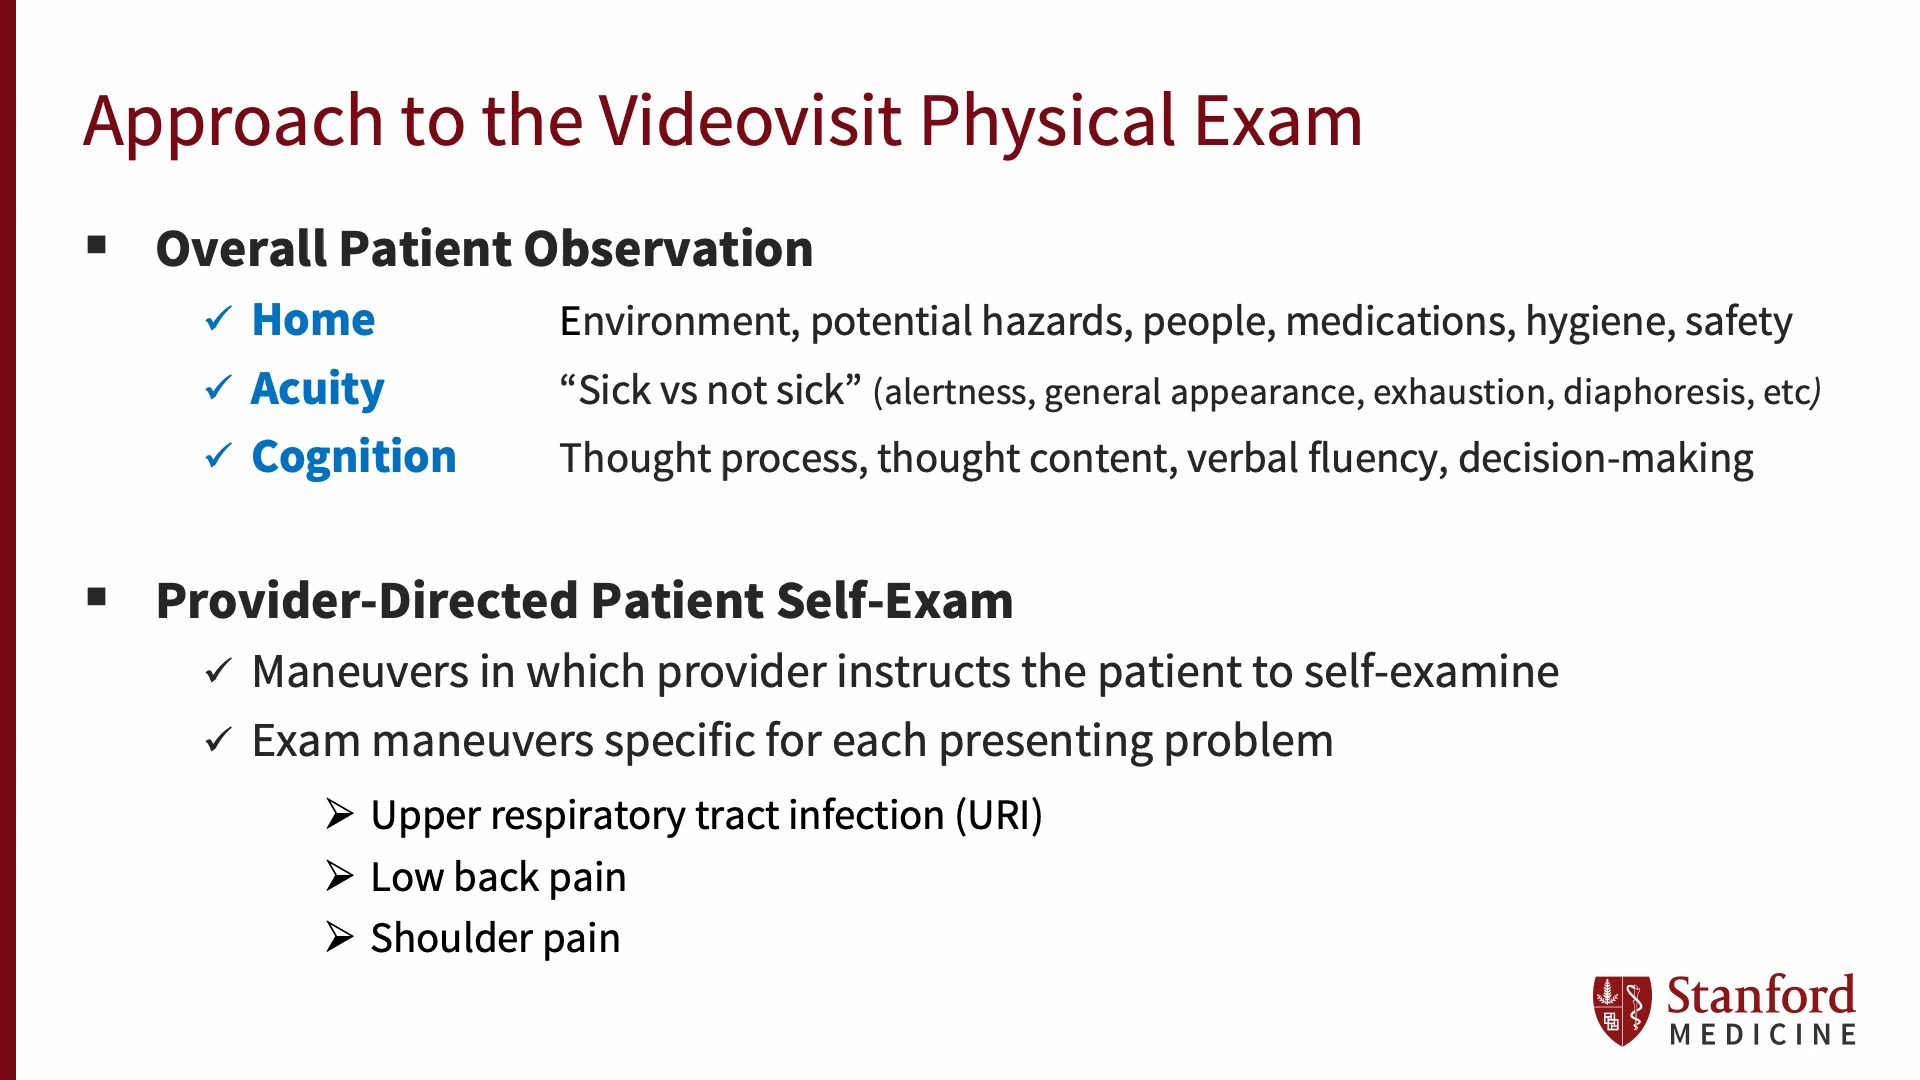 Approach to the Videovisit Physical Exam
▪ Overall Patient Observation
✓ Home Environment, potential hazards, people, medications, hygiene, safety
✓ Acuity “Sick vs not sick” (alertness, general appearance, exhaustion, diaphoresis, etc)
✓ Cognition Thought process, thought content, verbal fluency, decision-making
▪ Provider-Directed Patient Self-Exam
✓ Maneuvers in which provider instructs the patient to self-examine
✓ Exam maneuvers specific for each presenting problem
➢ Upper respiratory tract infection (URI)
➢ Low back pain
➢ Shoulder pain
Stanford
MEDICINE